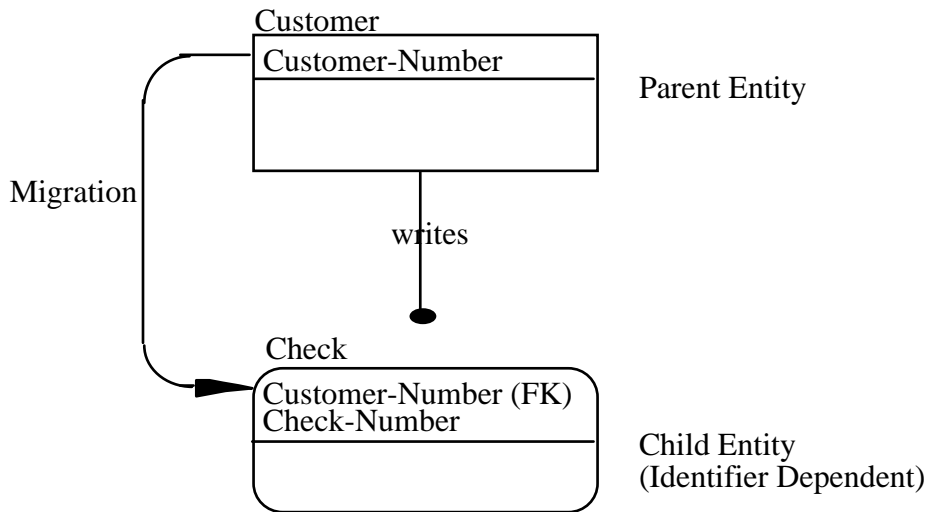 Customer
Customer-Number
Parent Entity
Migration
writes
Check
Customer-Number (FK)
Check-Number
Child Entity
(Identifier Dependent)